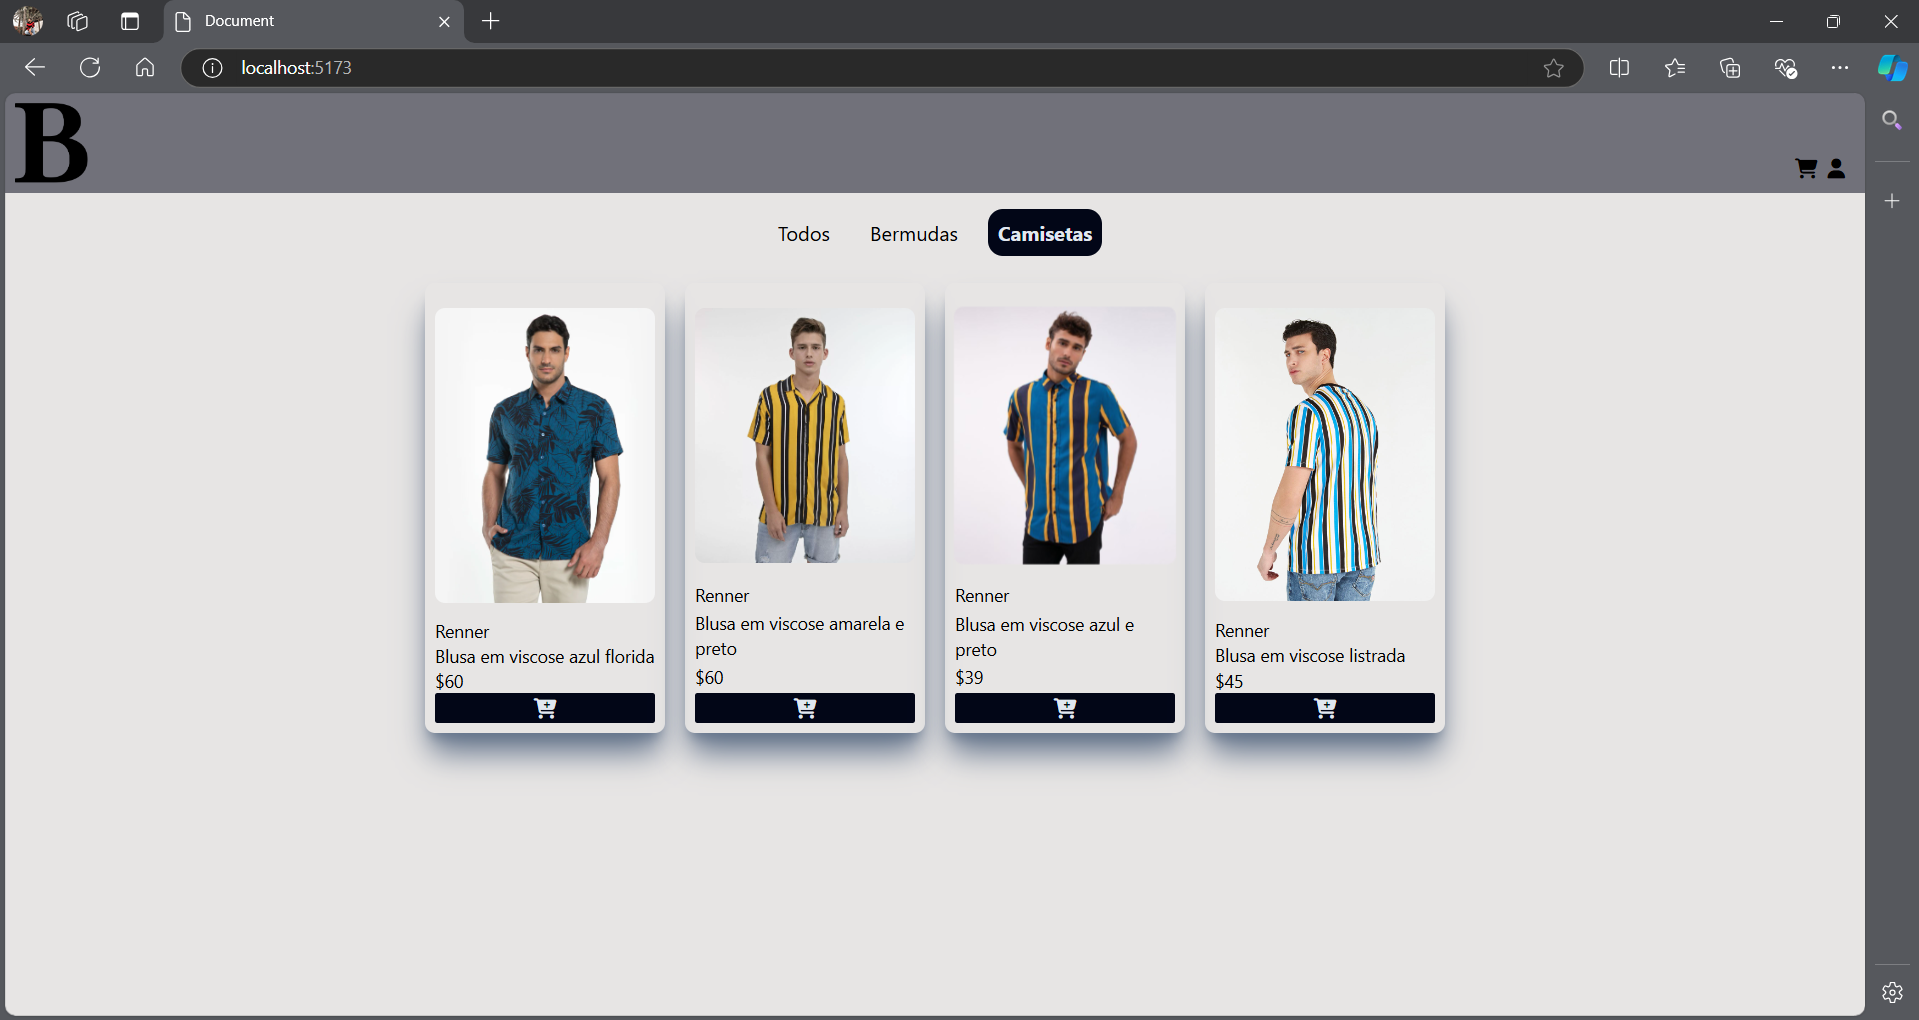 Document
localhost:5173
B
Todos Bermudas Camisetas
Renner
Blusa em viscose azul florida
$60
Renner
Blusa em viscose amarela e
preto
$60
Renner
Blusa em viscose azul e
preto
$39
Renner
Blusa em viscose listrada
$45